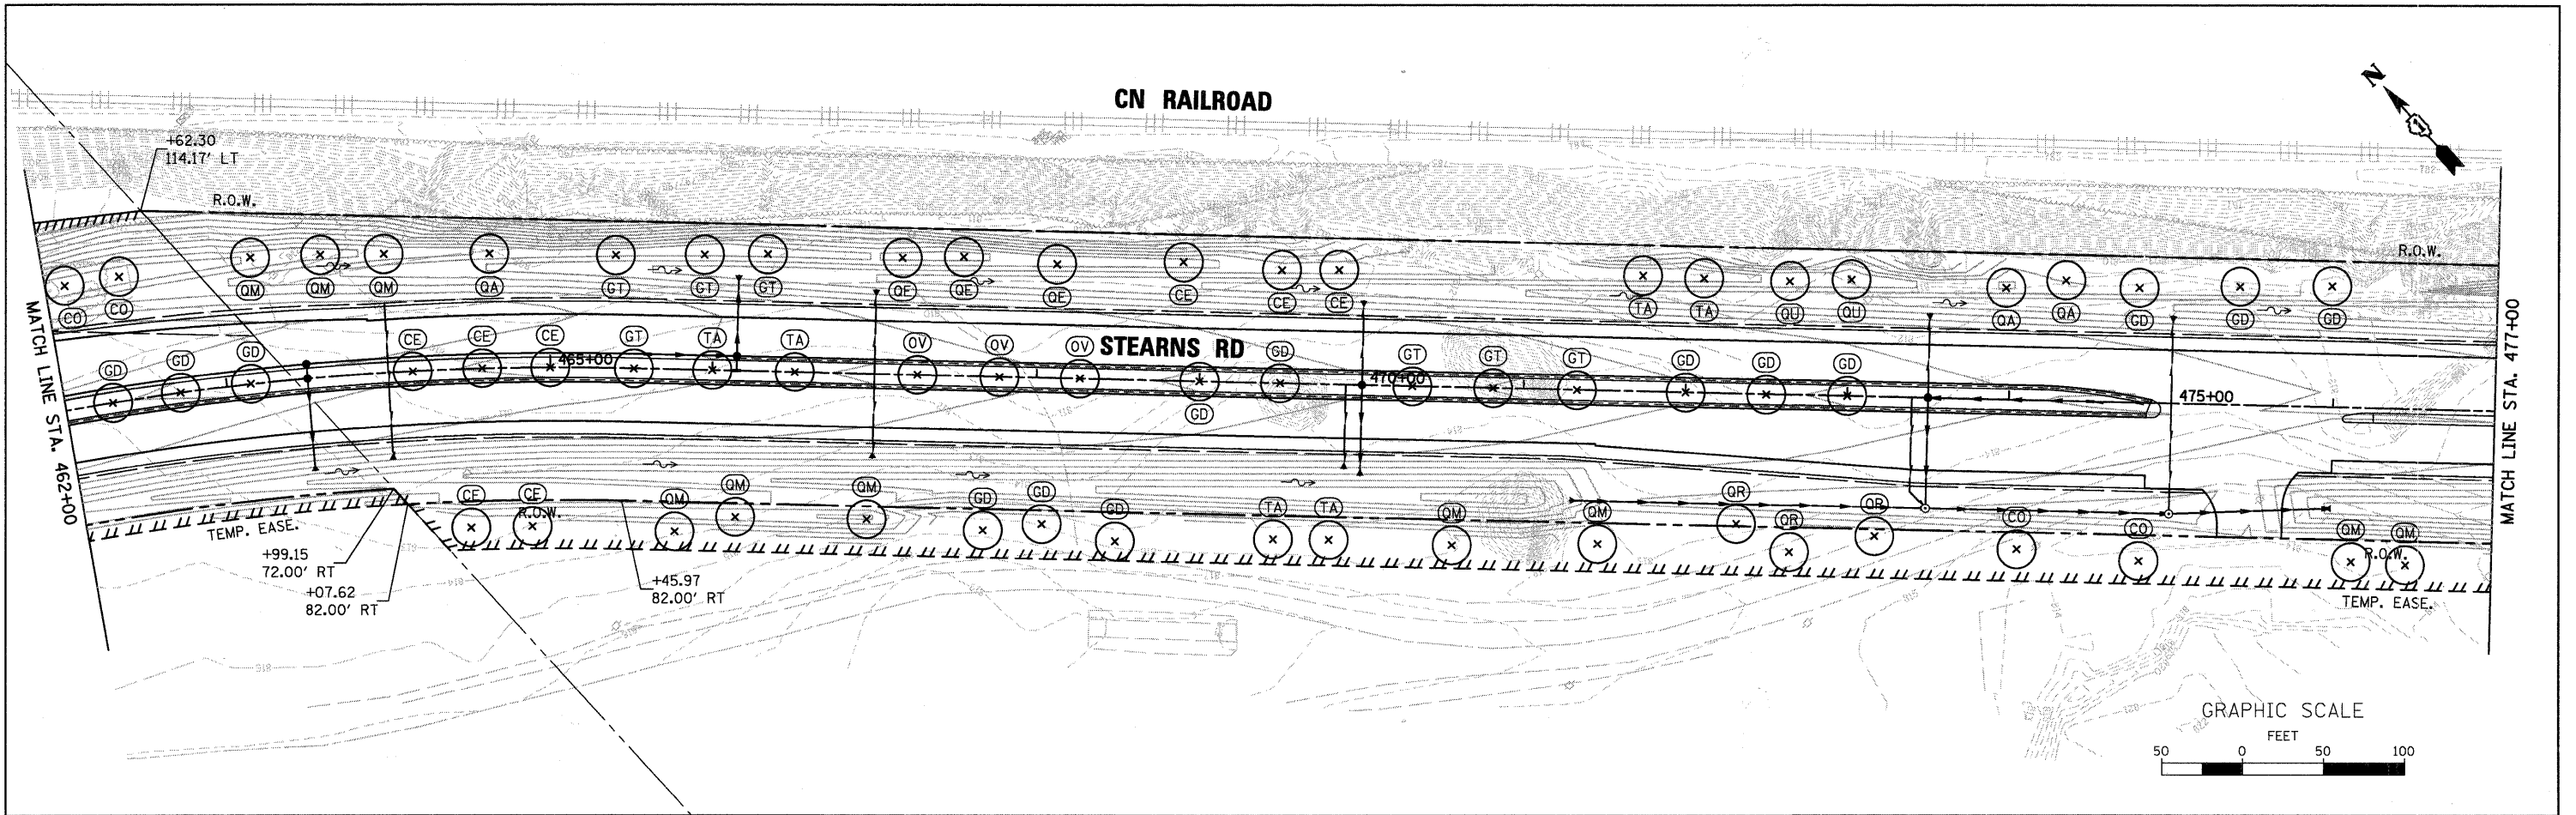 CN RAILROAD
N
+62.30
114.17' LT
R.O.W.
R.O.W.
CO CO QM QM QM QA GT GT GT QE QE QE CE CE CE TA TA QU QU QA QA GD GD GD
MATCH LINE STA. 462+00
MATCH LINE STA. 477+00
GD GD GD CE CE CE GT TA TA OV OV OV GD GD GT GT GT GD GD GD
STEARNS RD
465+00
470+00
475+00
CE CE QM QM QM GD GD GD TA TA QM QM QR QR QR CO CO QM QM
R.O.W.
R.O.W.
TEMP. EASE.
TEMP. EASE.
+99.15
72.00' RT
+07.62
82.00' RT
+45.97
82.00' RT
GRAPHIC SCALE
FEET
50 0 50 100